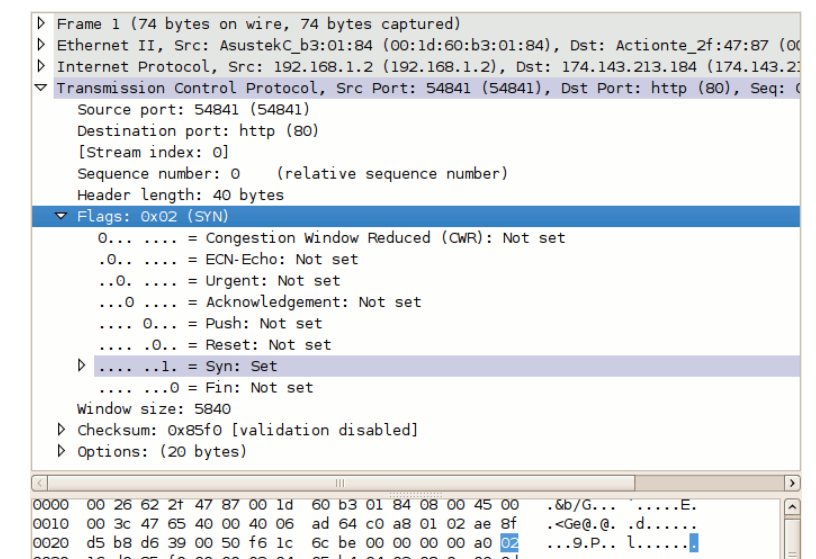 Frame 1 (74 bytes on wire, 74 bytes captured)
Ethernet II, Src: AsustekC_b3:01:84 (00:1d:60:b3:01:84), Dst: Actionte_2f:47:87 (00
Internet Protocol, Src: 192.168.1.2 (192.168.1.2), Dst: 174.143.213.184 (174.143.21
Transmission Control Protocol, Src Port: 54841 (54841), Dst Port: http (80), Seq: 0
Source port: 54841 (54841)
Destination port: http (80)
[Stream index: 0]
Sequence number: 0    (relative sequence number)
Header length: 40 bytes
Flags: 0x02 (SYN)
0... .... = Congestion Window Reduced (CWR): Not set
.0.. .... = ECN-Echo: Not set
..0. .... = Urgent: Not set
...0 .... = Acknowledgement: Not set
.... 0... = Push: Not set
.... .0.. = Reset: Not set
.... ..1. = Syn: Set
.... ...0 = Fin: Not set
Window size: 5840
Checksum: 0x85f0 [validation disabled]
Options: (20 bytes)
0000  00 26 62 2f 47 87 00 1d  60 b3 01 84 08 00 45 00  .&b/G... `.....E.
0010  00 3c 47 65 40 00 40 06  ad 64 c0 a8 01 02 ae 8f  .<Ge@.@. .d......
0020  d5 b8 d6 39 00 50 f6 1c  6c be 00 00 00 00 a0 02  ...9.P.. l.......